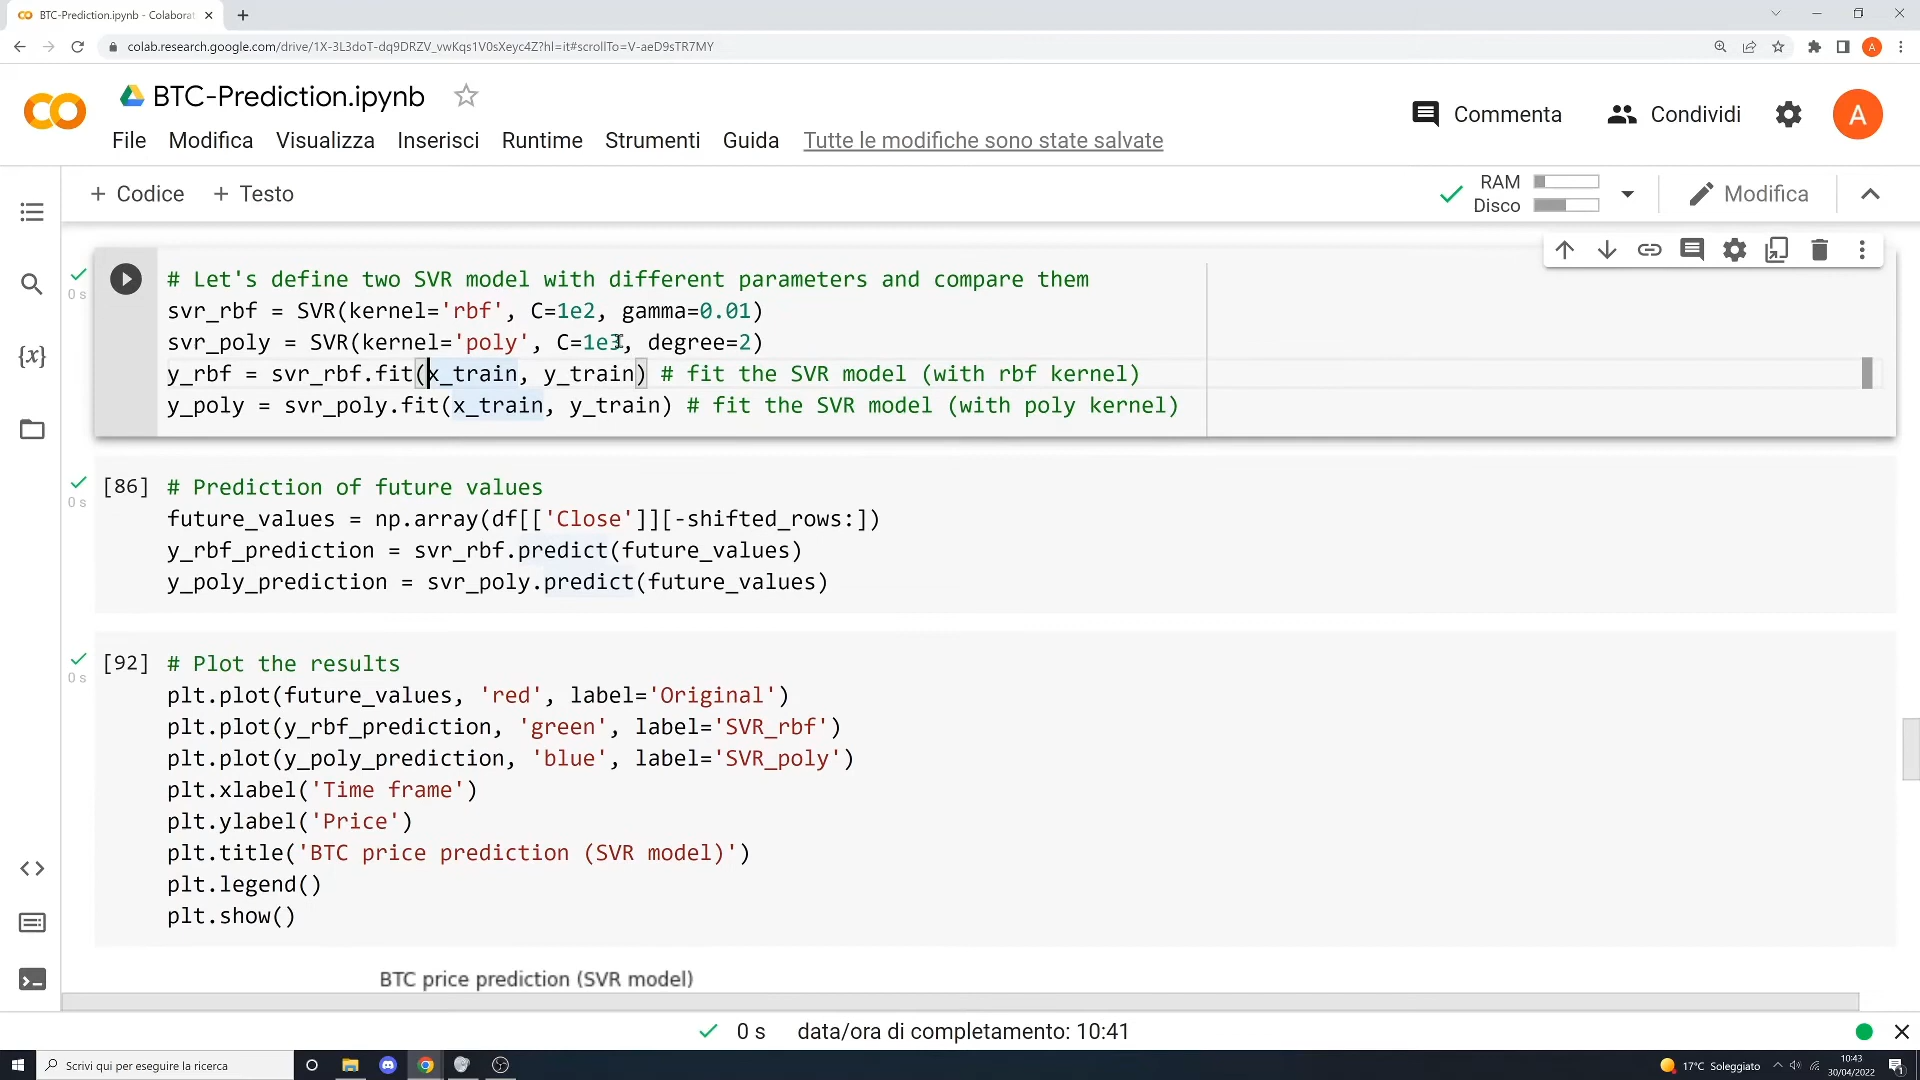 BTC-Prediction.ipynb - Colaborat
colab.research.google.com/drive/1X-3L3doT-dq9DRZV_vwKqs1V0sXeyc4Z?hl=it#scrollTo=V-aeD9sTR7MY
A
BTC-Prediction.ipynb
Commenta
Condividi
A
File Modifica Visualizza Inserisci Runtime Strumenti Guida Tutte le modifiche sono state salvate
+ Codice + Testo
RAM
Disco
Modifica
0 s
# Let's define two SVR model with different parameters and compare them
svr_rbf = SVR(kernel='rbf', C=1e2, gamma=0.01)
svr_poly = SVR(kernel='poly', C=1e3, degree=2)
y_rbf = svr_rbf.fit(x_train, y_train) # fit the SVR model (with rbf kernel)
y_poly = svr_poly.fit(x_train, y_train) # fit the SVR model (with poly kernel)
[86] # Prediction of future values
0 s
future_values = np.array(df[['Close']][-shifted_rows:])
y_rbf_prediction = svr_rbf.predict(future_values)
y_poly_prediction = svr_poly.predict(future_values)
[92] # Plot the results
0 s
plt.plot(future_values, 'red', label='Original')
plt.plot(y_rbf_prediction, 'green', label='SVR_rbf')
plt.plot(y_poly_prediction, 'blue', label='SVR_poly')
plt.xlabel('Time frame')
plt.ylabel('Price')
plt.title('BTC price prediction (SVR model)')
plt.legend()
plt.show()
BTC price prediction (SVR model)
0 s data/ora di completamento: 10:41
Scrivi qui per eseguire la ricerca
17°C Soleggiato
10:43
30/04/2022
1